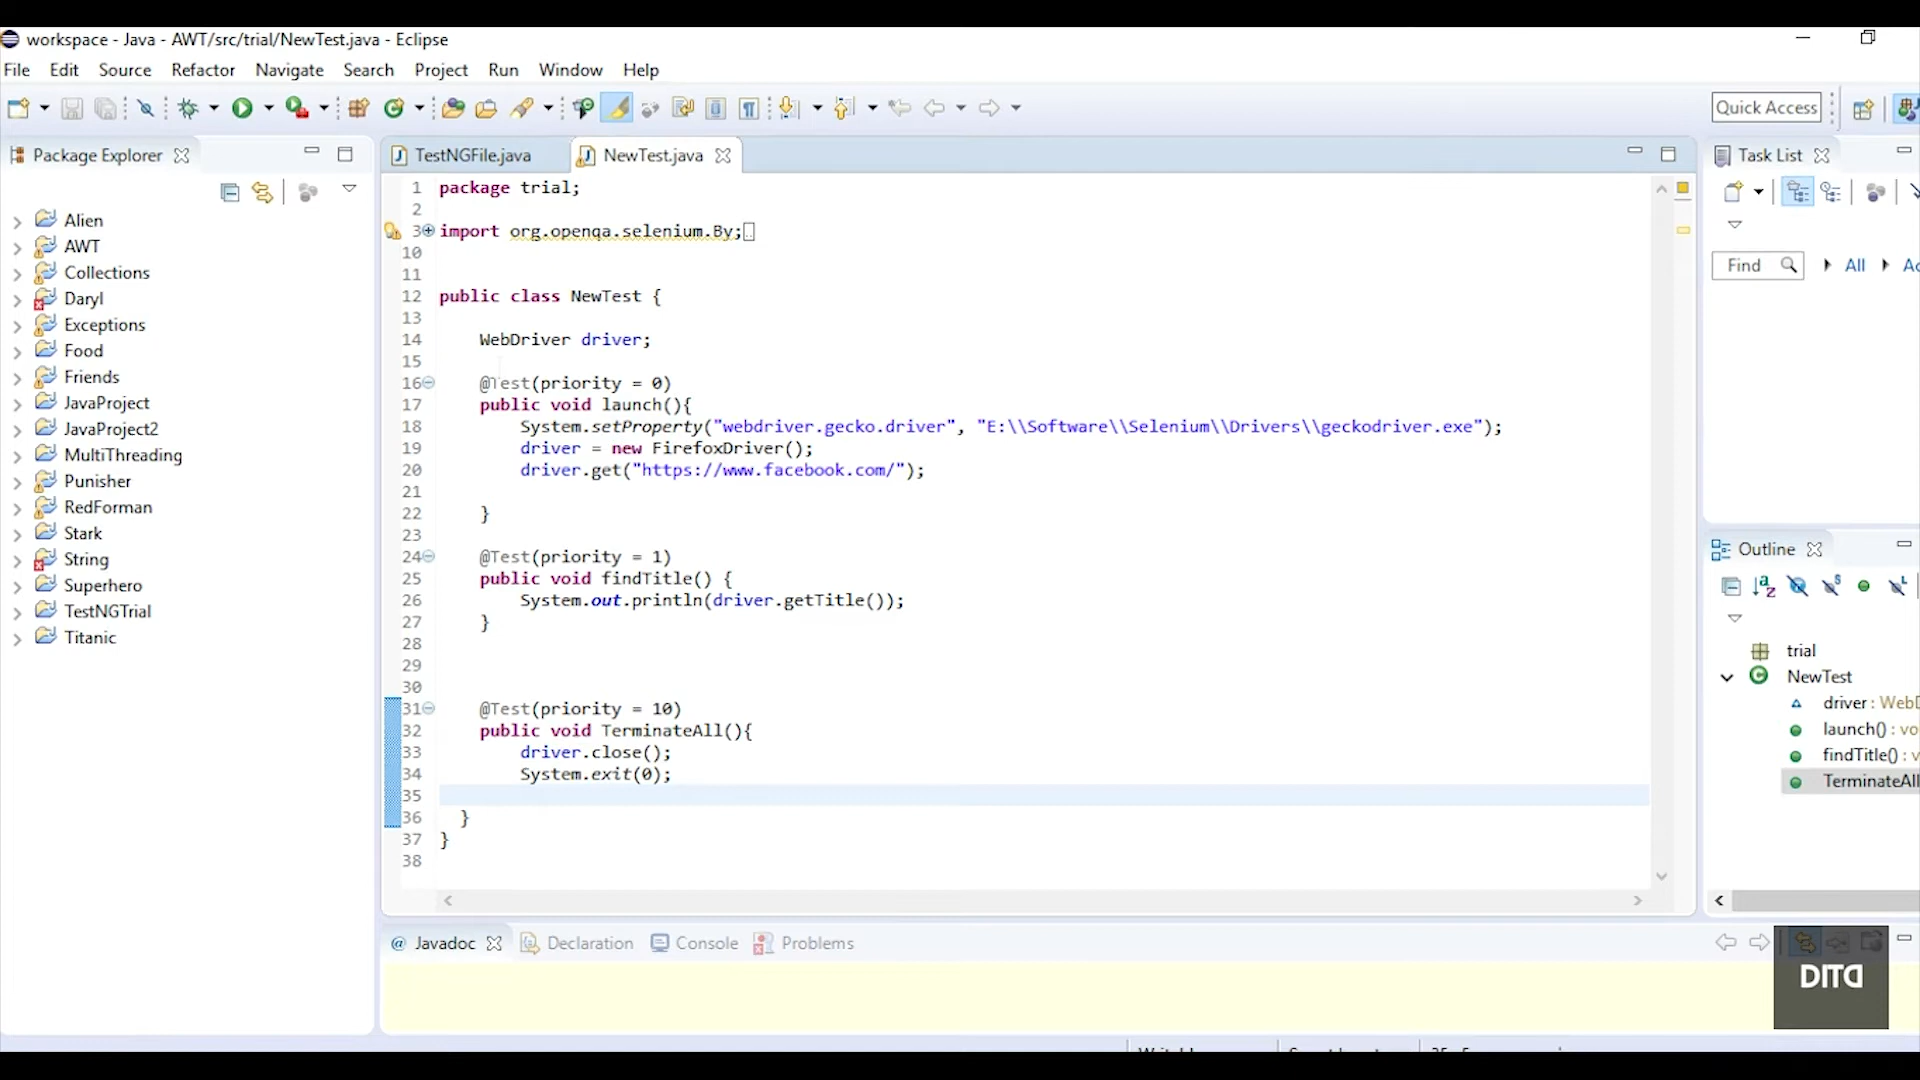 workspace - Java - AWT/src/trial/NewTest.java - Eclipse
File Edit Source Refactor Navigate Search Project Run Window Help
Quick Access
Package Explorer
Alien
AWT
Collections
Daryl
Exceptions
Food
Friends
JavaProject
JavaProject2
MultiThreading
Punisher
RedForman
Stark
String
Superhero
TestNGTrial
Titanic
TestNGFile.java NewTest.java
1 package trial;
2
3 import org.openqa.selenium.By;
10
11
12 public class NewTest {
13
14 WebDriver driver;
15
16 @Test(priority = 0)
17 public void launch(){
18 System.setProperty("webdriver.gecko.driver", "E:\\Software\\Selenium\\Drivers\\geckodriver.exe");
19 driver = new FirefoxDriver();
20 driver.get("https://www.facebook.com/");
21
22 }
23
24 @Test(priority = 1)
25 public void findTitle() {
26 System.out.println(driver.getTitle());
27 }
28
29
30
31 @Test(priority = 10)
32 public void TerminateAll(){
33 driver.close();
34 System.exit(0);
35
36 }
37 }
38
Task List
Find All
Outline
trial
NewTest
driver : WebD
launch() : vo
findTitle() : v
TerminateAll
@ Javadoc Declaration Console Problems
DITD